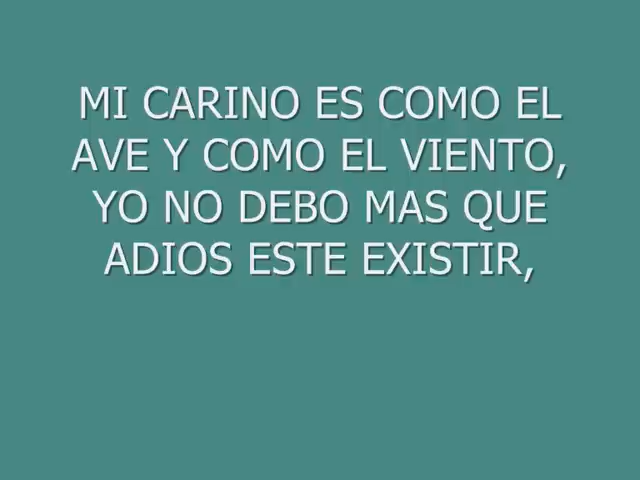 MI CARINO ES COMO EL
AVE Y COMO EL VIENTO,
YO NO DEBO MAS QUE
ADIOS ESTE EXISTIR,